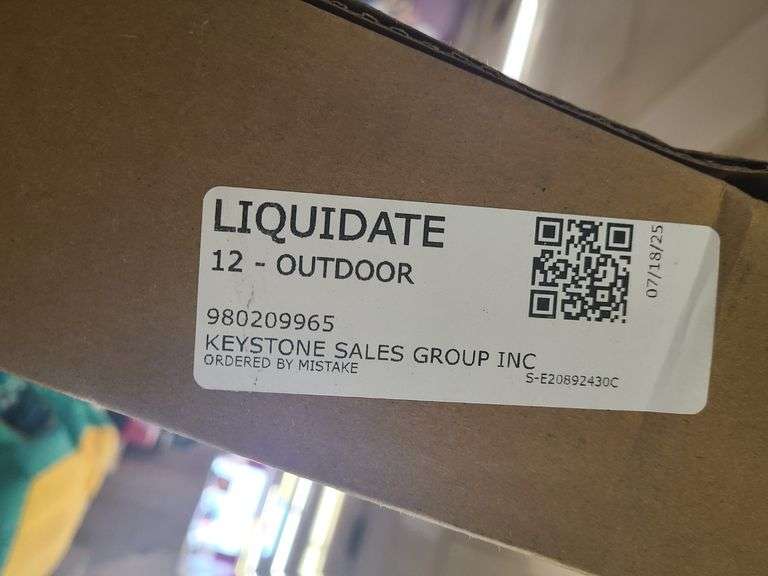 LIQUIDATE
12 - OUTDOOR
07/18/25
980209965
KEYSTONE SALES GROUP INC
ORDERED BY MISTAKE
S-E20892430C